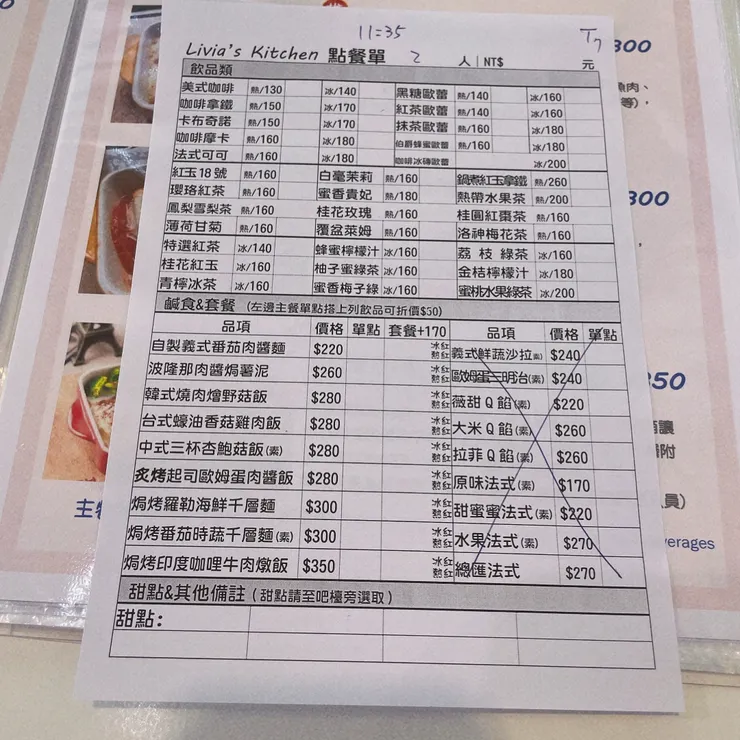 11:35
T7
Livia's Kitchen 點餐單 2 人 | NT$ 元
飲品類
美式咖啡 熱/130 冰/140 黑糖歐蕾 熱/140 冰/160
咖啡拿鐵 熱/150 冰/170 紅茶歐蕾 熱/140 冰/160
卡布奇諾 熱/150 冰/170 抹茶歐蕾 熱/160 冰/180
咖啡摩卡 熱/160 冰/180 伯爵蜂蜜歐蕾 熱/160 冰/180
法式可可 熱/160 冰/180 咖啡冰磚歐蕾 冰/200
紅玉18號 熱/160 白毫茉莉 熱/160 鍋煮紅玉拿鐵 熱/260
瓔珞紅茶 熱/160 蜜香貴妃 熱/180 熱帶水果茶 熱/200
鳳梨雪梨茶 熱/160 桂花玫瑰 熱/160 桂圓紅棗茶 熱/160
薄荷甘菊 熱/160 覆盆萊姆 熱/160 洛神梅花茶 熱/160
特選紅茶 冰/140 蜂蜜檸檬汁 冰/160 荔枝綠茶 冰/160
桂花紅玉 冰/160 柚子蜜綠茶 冰/160 金桔檸檬汁 冰/180
青檸冰茶 冰/160 蜜香梅子綠 冰/160 蜜桃水果綠茶 冰/200
鹹食&套餐 (左邊主餐單點搭上列飲品可折價$50)
品項 價格 單點 套餐+170 品項 價格 單點
自製義式番茄肉醬麵 $220 冰紅 熱紅 義式鮮蔬沙拉(素) $240
波隆那肉醬焗薯泥 $260 冰紅 熱紅 歐姆蛋三明治(素) $240
韓式燒肉燴野菇飯 $280 冰紅 熱紅 薇甜Q餡(素) $220
台式蠔油香菇雞肉飯 $280 冰紅 熱紅 大米Q餡(素) $260
中式三杯杏鮑菇飯(素) $280 冰紅 熱紅 拉菲Q餡(素) $260
炙烤起司歐姆蛋肉醬飯 $280 冰紅 熱紅 原味法式(素) $170
焗烤羅勒海鮮千層麵 $300 冰紅 熱紅 甜蜜蜜法式(素) $220
焗烤番茄時蔬千層麵(素) $300 冰紅 熱紅 水果法式(素) $270
焗烤印度咖哩牛肉燉飯 $350 冰紅 熱紅 總匯法式 $270
甜點&其他備註 (甜點請至吧檯旁選取)
甜點:
300
魚肉、
等),
300
350
附
員)
主
verages